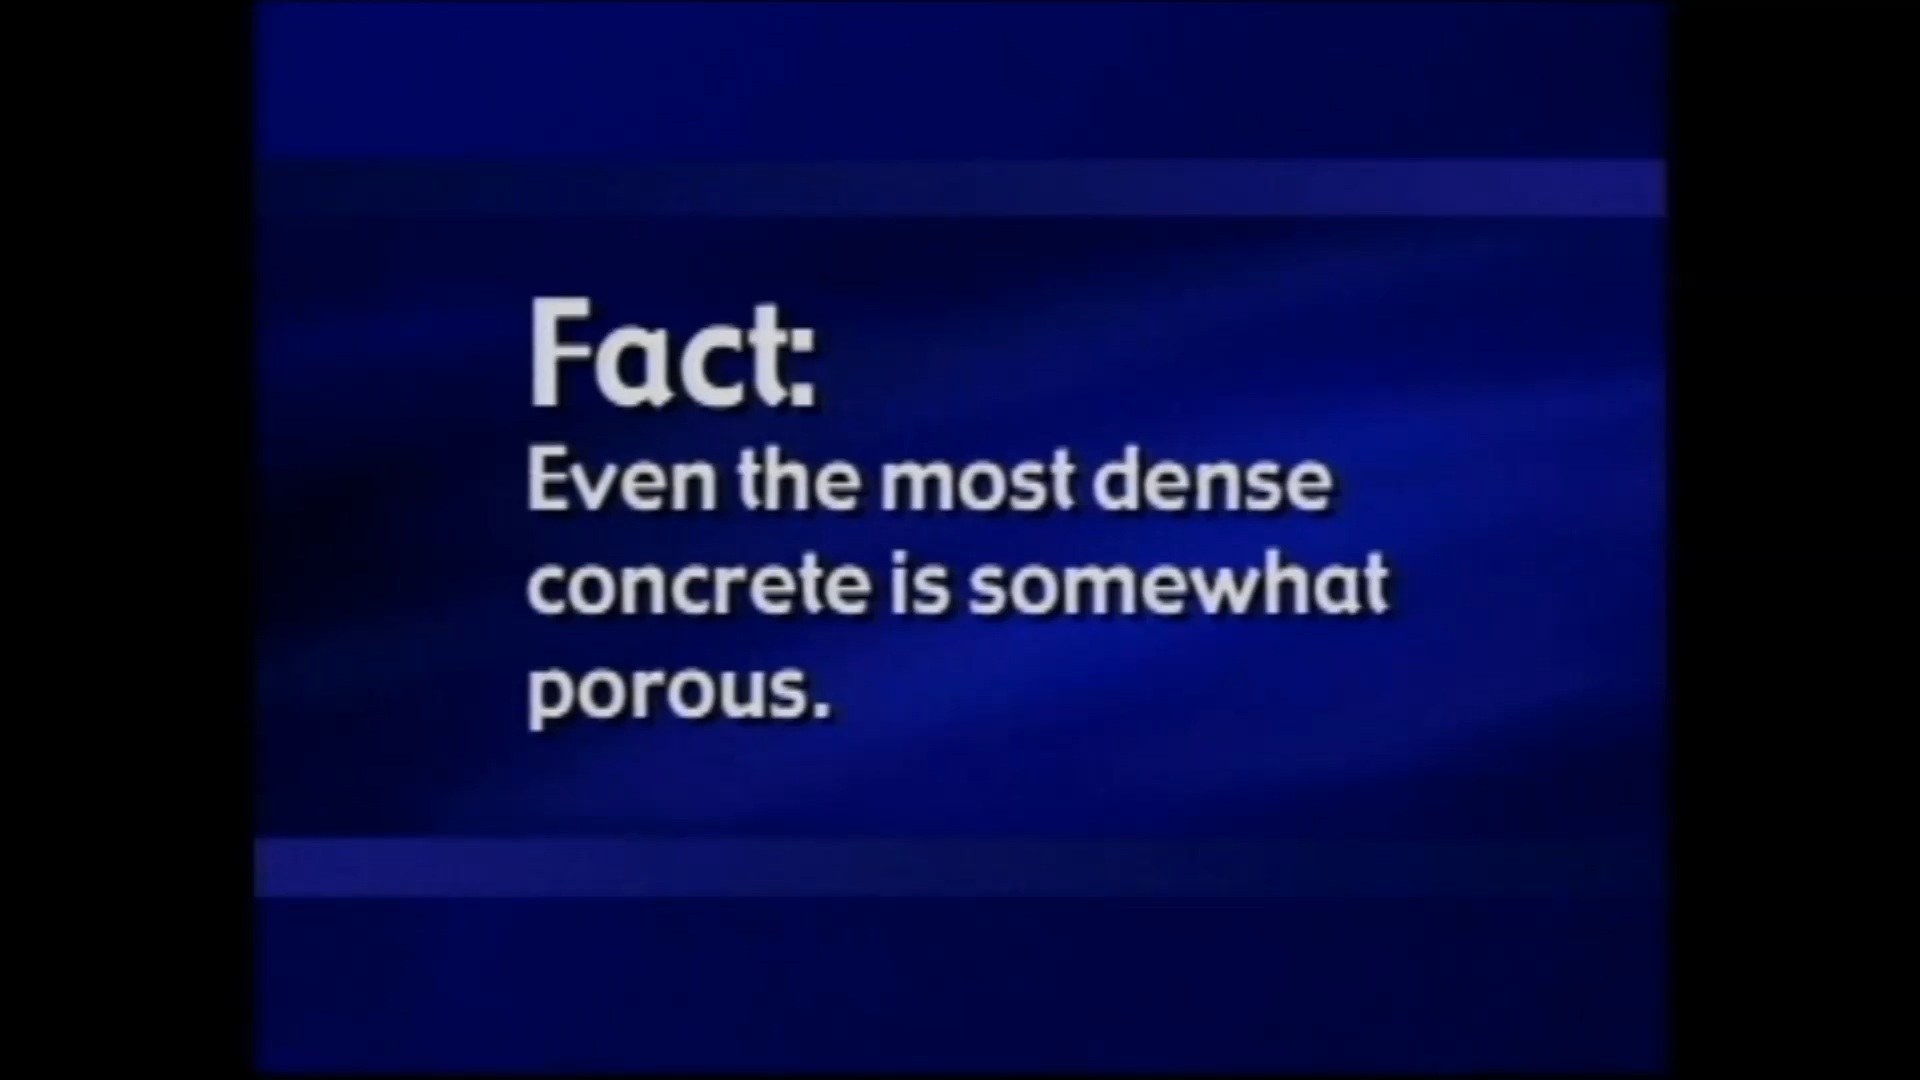 Fact:
Even the most dense
concrete is somewhat
porous.